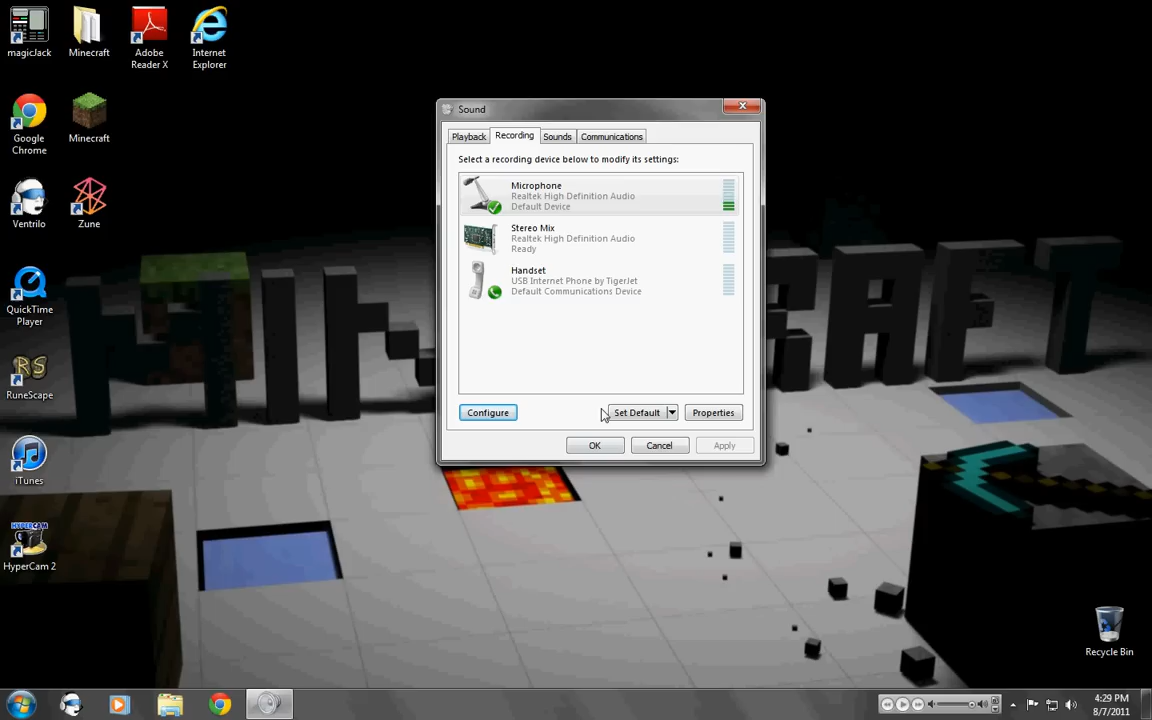 magicJack
Minecraft
Adobe
Reader X
Internet
Explorer
Google
Chrome
Minecraft
Ventrilo
Zune
QuickTime
Player
RS
RuneScape
iTunes
HYPERCAM
HyperCam 2
Sound
Playback
Recording
Sounds
Communications
Select a recording device below to modify its settings:
Microphone
Realtek High Definition Audio
Default Device
Stereo Mix
Realtek High Definition Audio
Ready
Handset
USB Internet Phone by TigerJet
Default Communications Device
Configure
Set Default
Properties
OK
Cancel
Apply
MINECRAFT
Recycle Bin
4:29 PM
8/7/2011